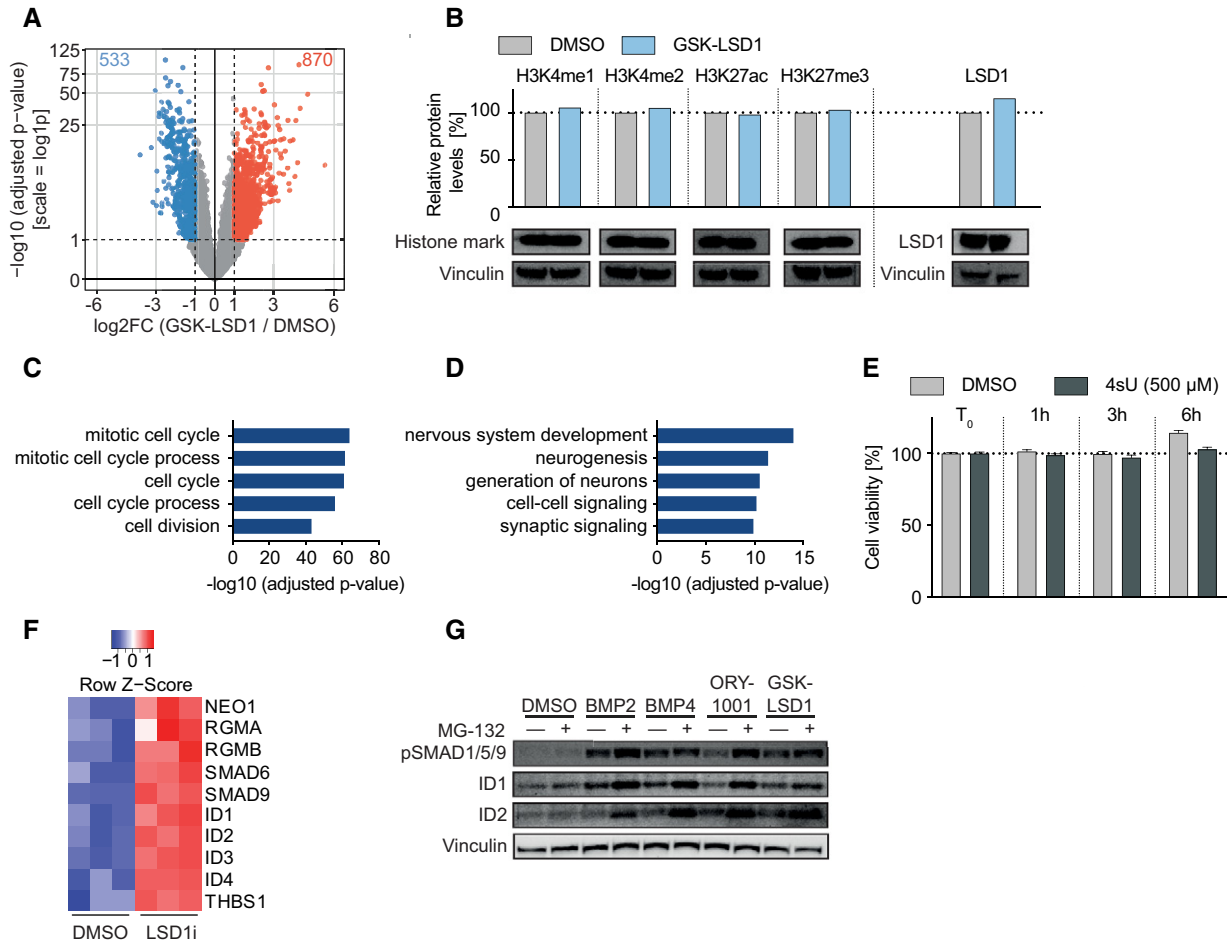 A
125
75
50
25
1
0
533
870
-6
-3
-1
0
1
3
6
−log10 (adjusted p-value)
[scale = log1p]
log2FC (GSK-LSD1 / DMSO)
B
DMSO
GSK-LSD1
H3K4me1
H3K4me2
H3K27ac
H3K27me3
LSD1
Relative protein
levels [%]
100
50
0
Histone mark
Vinculin
LSD1
Vinculin
C
mitotic cell cycle
mitotic cell cycle process
cell cycle
cell cycle process
cell division
0 20 40 60 80
-log10 (adjusted p-value)
D
nervous system development
neurogenesis
generation of neurons
cell-cell signaling
synaptic signaling
0 5 10 15
-log10 (adjusted p-value)
E
DMSO
4sU (500 µM)
T0
1h
3h
6h
Cell viability [%]
100
50
0
F
−1 0 1
Row Z−Score
NEO1
RGMA
RGMB
SMAD6
SMAD9
ID1
ID2
ID3
ID4
THBS1
DMSO
LSD1i
G
DMSO
BMP2
BMP4
ORY-
1001
GSK-
LSD1
MG-132
— + — + — + — + — +
pSMAD1/5/9
ID1
ID2
Vinculin